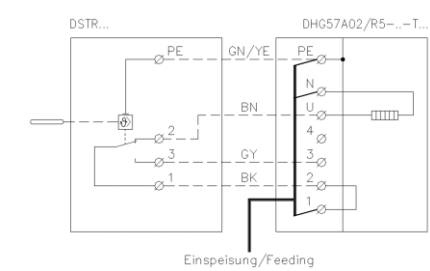 DSTR... DHG57A02/R5-..-T...
PE GN/YE PE
N
BN U
2 4
3 GY 3
1 BK 2
1
Einspeisung/Feeding